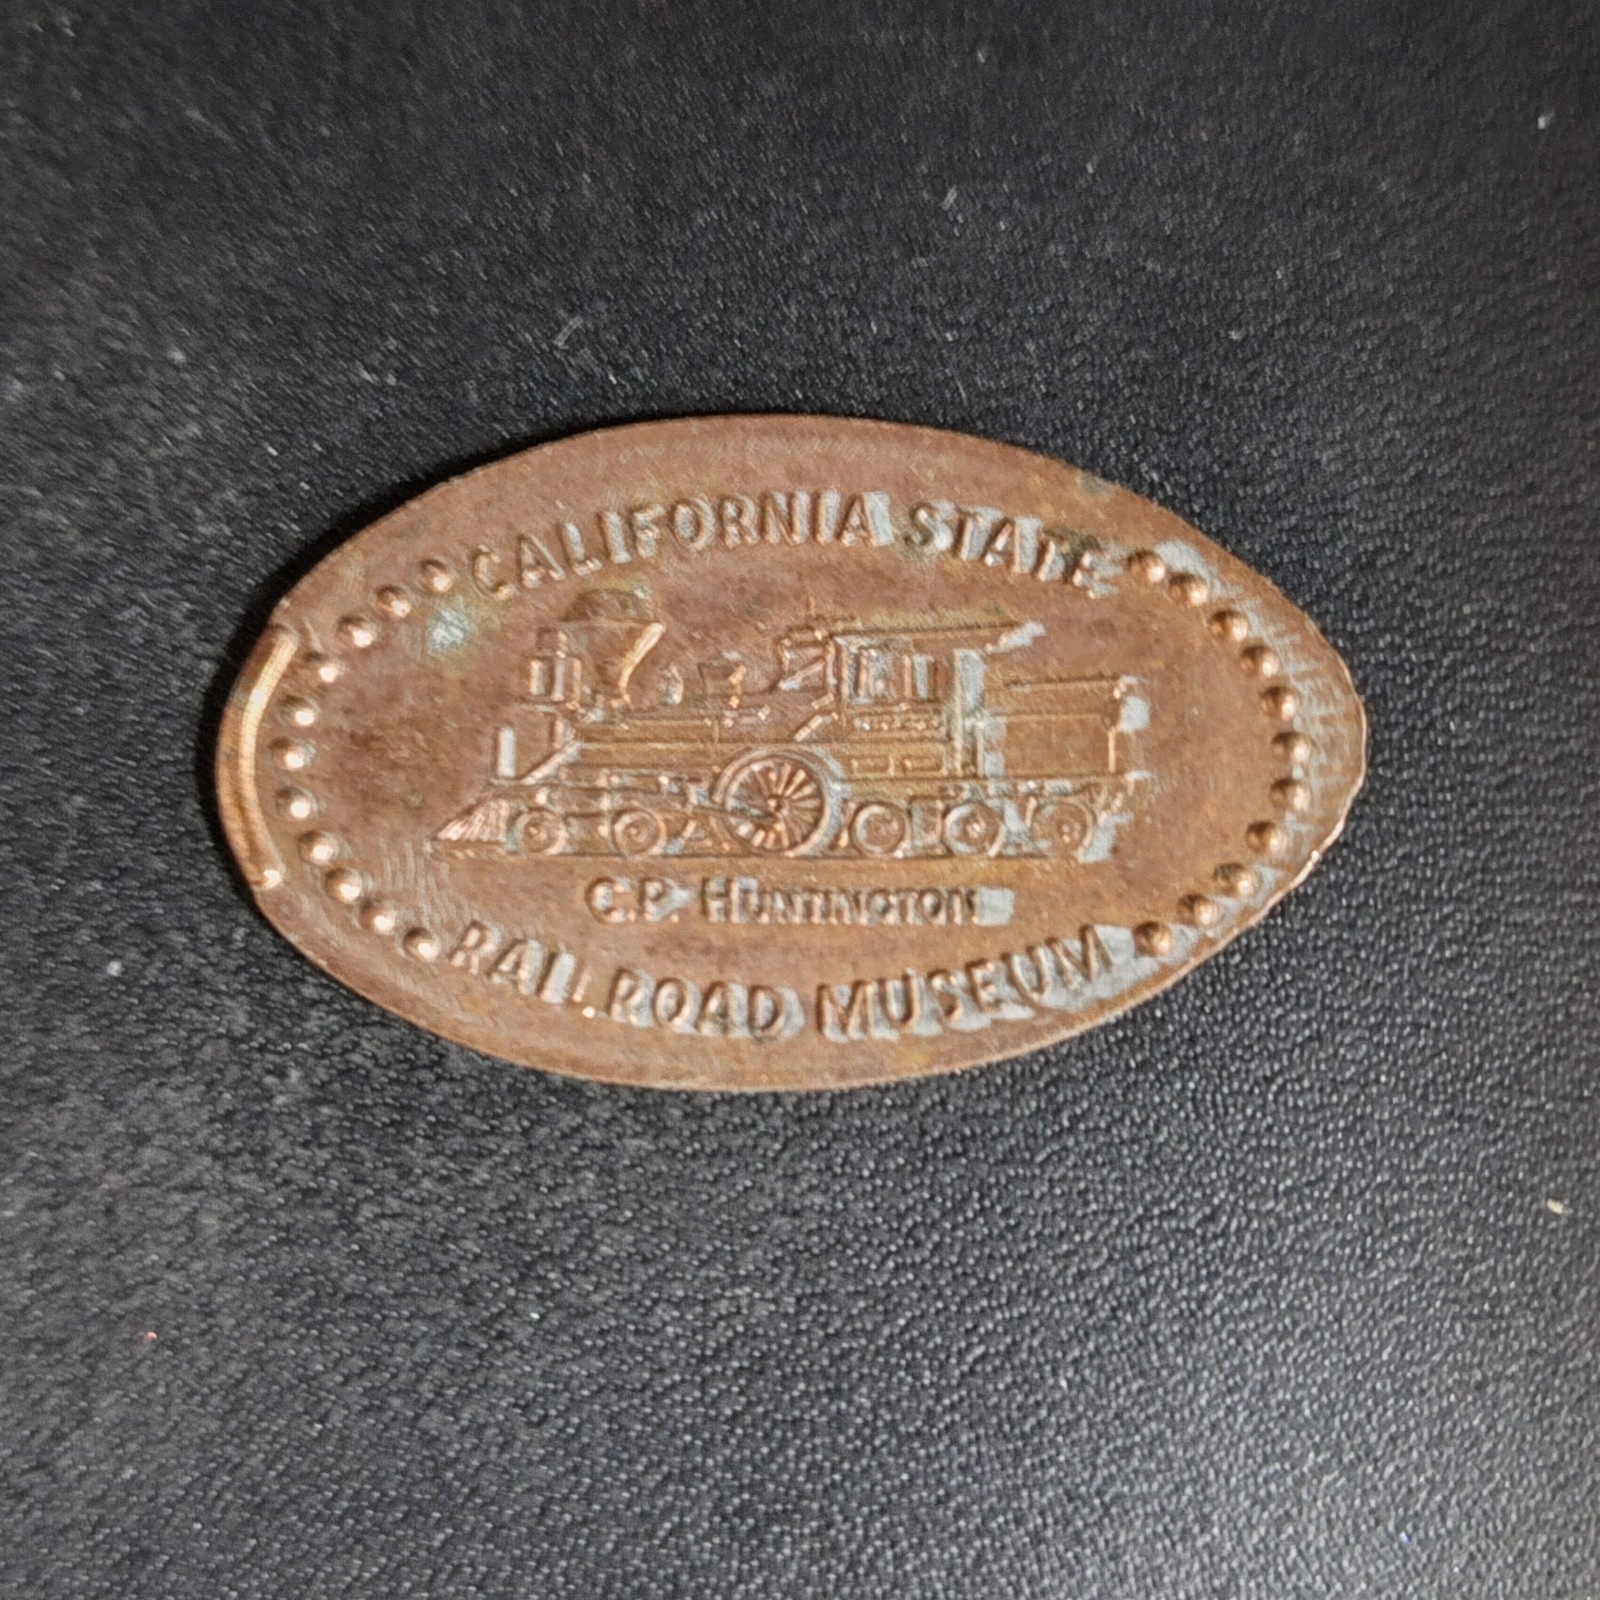 CALIFORNIA STATE
C.P. HUNTINGTON
RAILROAD MUSEUM